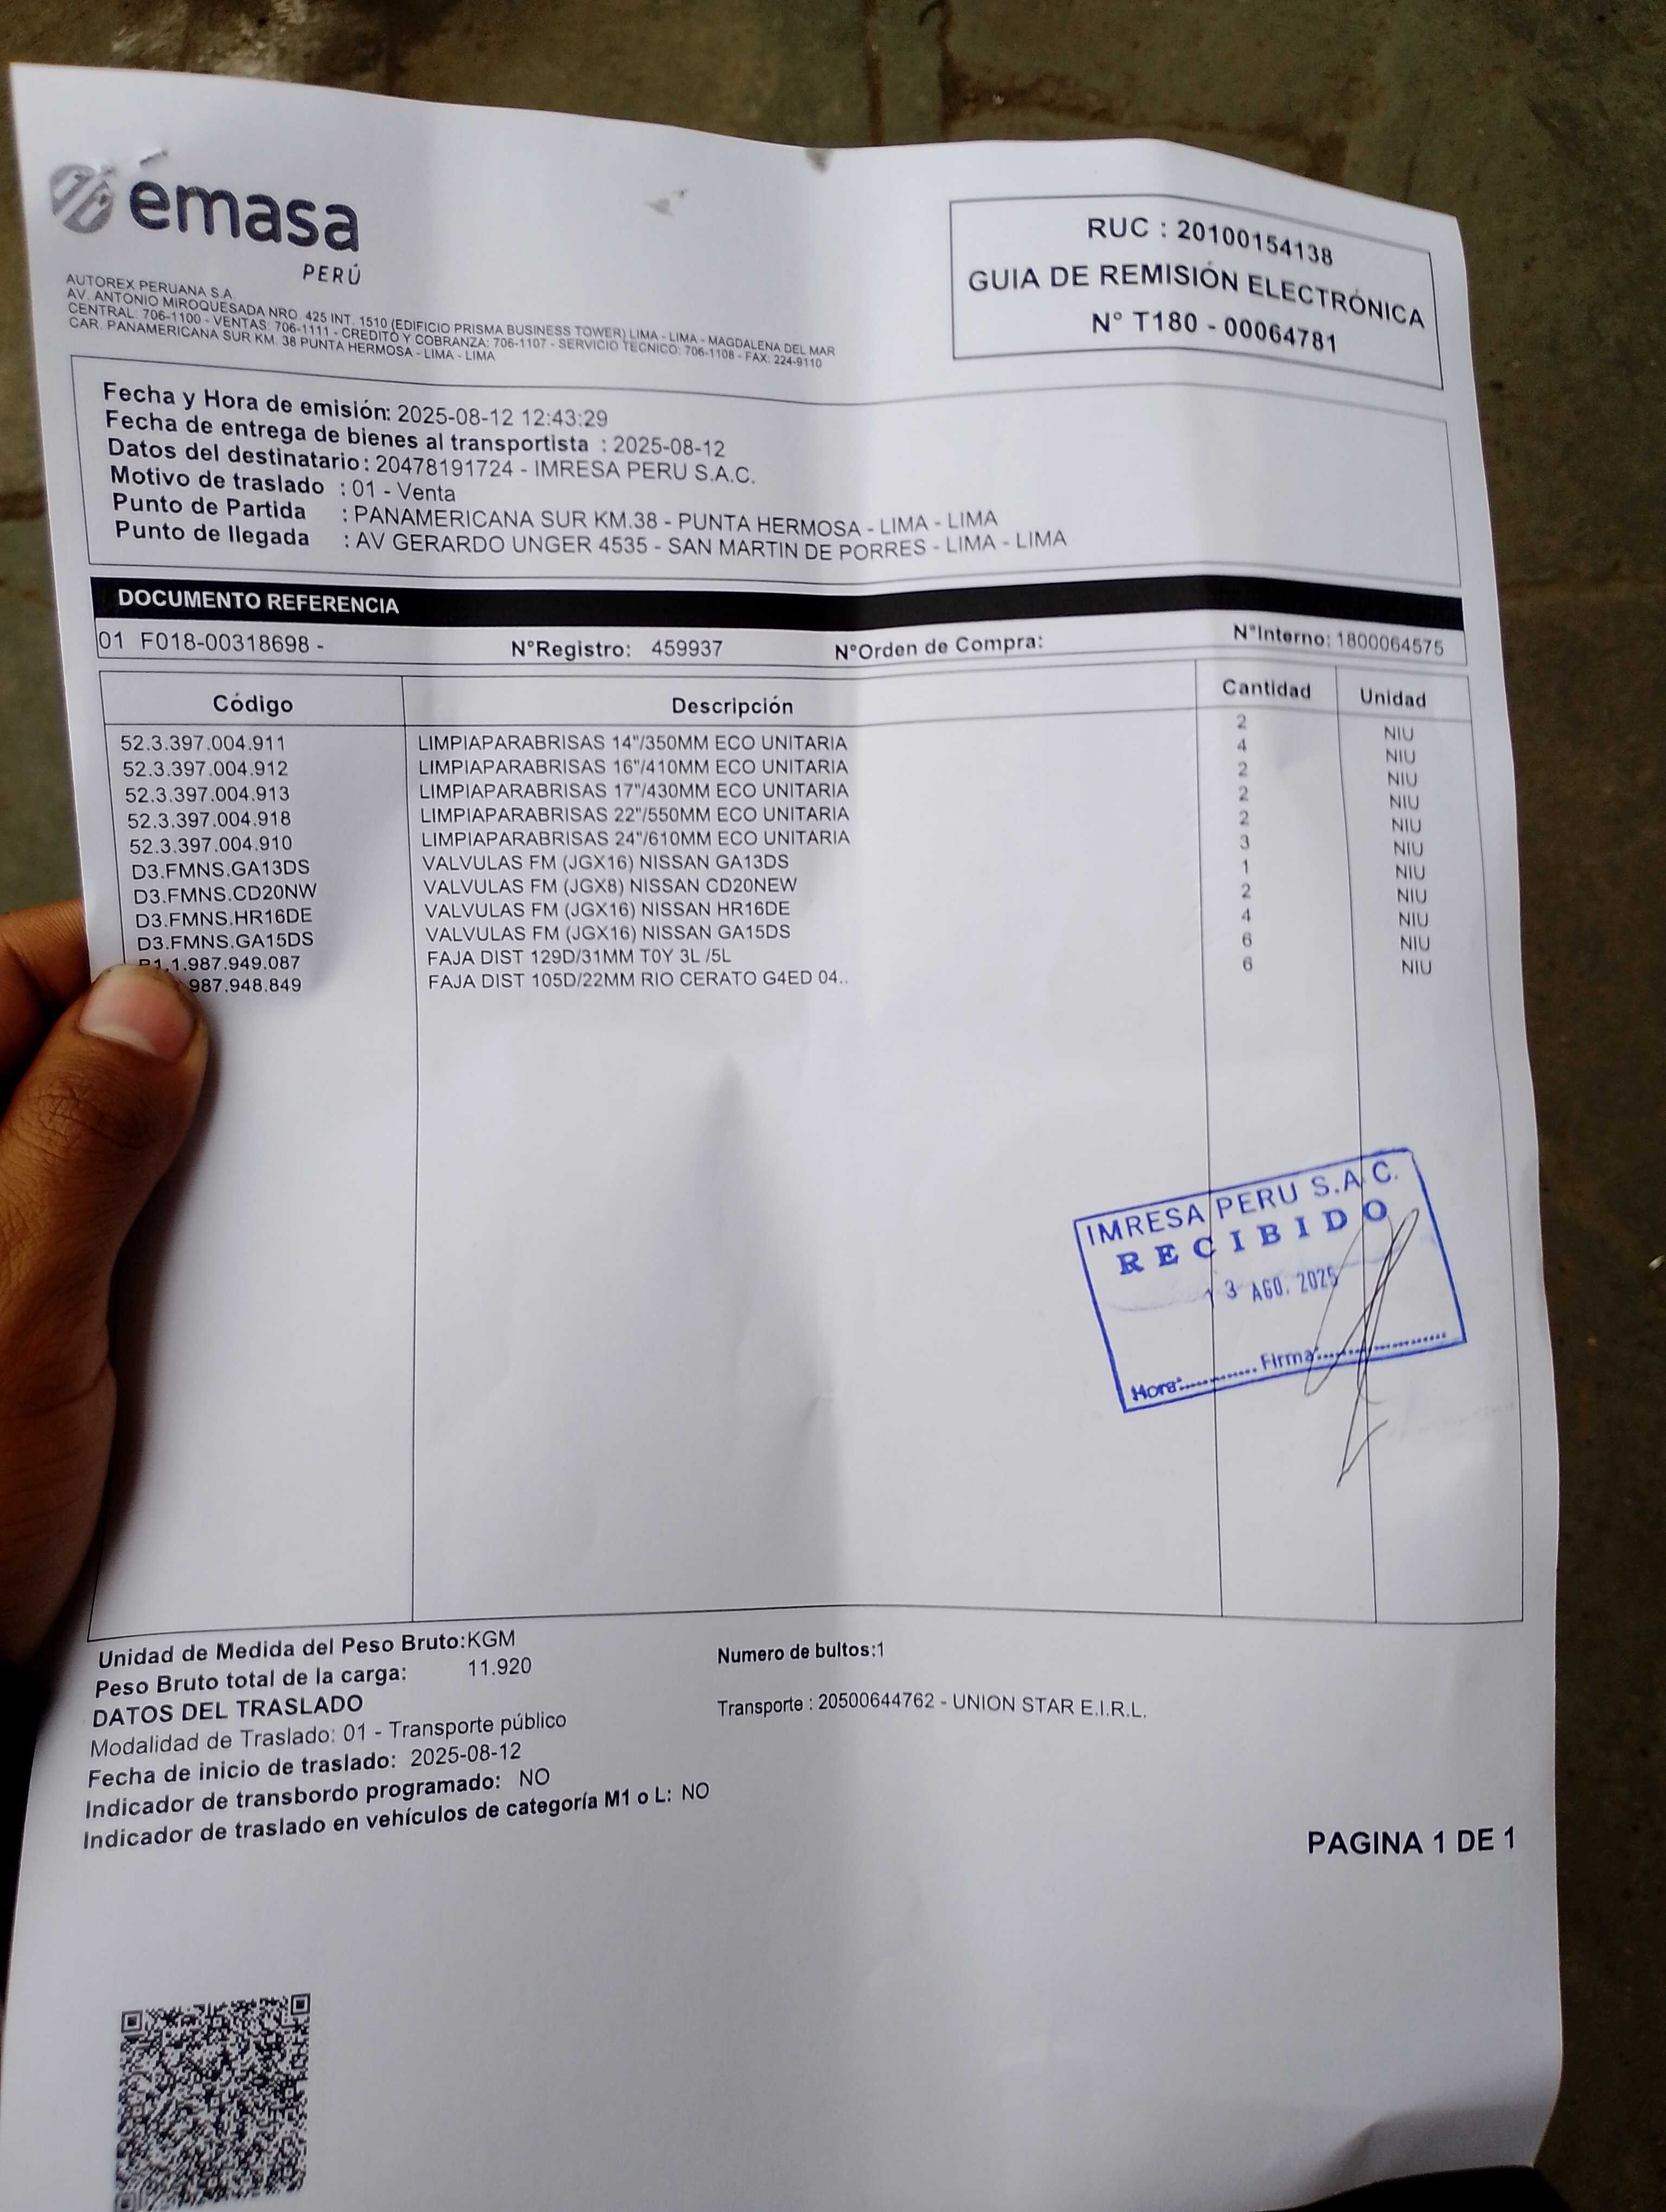 émasa
PERÚ
AUTOREX PERUANA S.A.
AV. ANTONIO MIROQUESADA NRO. 425 INT. 1510 (EDIFICIO PRISMA BUSINESS TOWER) LIMA - LIMA - MAGDALENA DEL MAR
CENTRAL: 706-1100 - VENTAS: 706-1111 - CREDITO Y COBRANZA: 706-1107 - SERVICIO TECNICO: 706-1108 - FAX: 224-9110
CAR. PANAMERICANA SUR KM. 38 PUNTA HERMOSA - LIMA - LIMA
RUC : 20100154138
GUIA DE REMISIÓN ELECTRÓNICA
N° T180 - 00064781
Fecha y Hora de emisión: 2025-08-12 12:43:29
Fecha de entrega de bienes al transportista : 2025-08-12
Datos del destinatario : 20478191724 - IMRESA PERU S.A.C.
Motivo de traslado : 01 - Venta
Punto de Partida : PANAMERICANA SUR KM.38 - PUNTA HERMOSA - LIMA - LIMA
Punto de llegada : AV GERARDO UNGER 4535 - SAN MARTIN DE PORRES - LIMA - LIMA
DOCUMENTO REFERENCIA
01 F018-00318698 - N°Registro: 459937 N°Orden de Compra: N°Interno: 1800064575
Código Descripción Cantidad Unidad
52.3.397.004.911 LIMPIAPARABRISAS 14"/350MM ECO UNITARIA 2 NIU
52.3.397.004.912 LIMPIAPARABRISAS 16"/410MM ECO UNITARIA 4 NIU
52.3.397.004.913 LIMPIAPARABRISAS 17"/430MM ECO UNITARIA 2 NIU
52.3.397.004.918 LIMPIAPARABRISAS 22"/550MM ECO UNITARIA 2 NIU
52.3.397.004.910 LIMPIAPARABRISAS 24"/610MM ECO UNITARIA 2 NIU
D3.FMNS.GA13DS VALVULAS FM (JGX16) NISSAN GA13DS 3 NIU
D3.FMNS.CD20NW VALVULAS FM (JGX8) NISSAN CD20NEW 1 NIU
D3.FMNS.HR16DE VALVULAS FM (JGX16) NISSAN HR16DE 2 NIU
D3.FMNS.GA15DS VALVULAS FM (JGX16) NISSAN GA15DS 4 NIU
1.987.949.087 FAJA DIST 129D/31MM T0Y 3L /5L 6 NIU
987.948.849 FAJA DIST 105D/22MM RIO CERATO G4ED 04.. 6 NIU
IMRESA PERU S.A.C.
RECIBIDO
13 AGO. 2025
Hora: Firma:
Unidad de Medida del Peso Bruto:KGM
Peso Bruto total de la carga: 11.920
Numero de bultos:1
DATOS DEL TRASLADO
Modalidad de Traslado: 01 - Transporte público
Transporte : 20500644762 - UNION STAR E.I.R.L.
Fecha de inicio de traslado: 2025-08-12
Indicador de transbordo programado: NO
Indicador de traslado en vehículos de categoría M1 o L: NO
PAGINA 1 DE 1